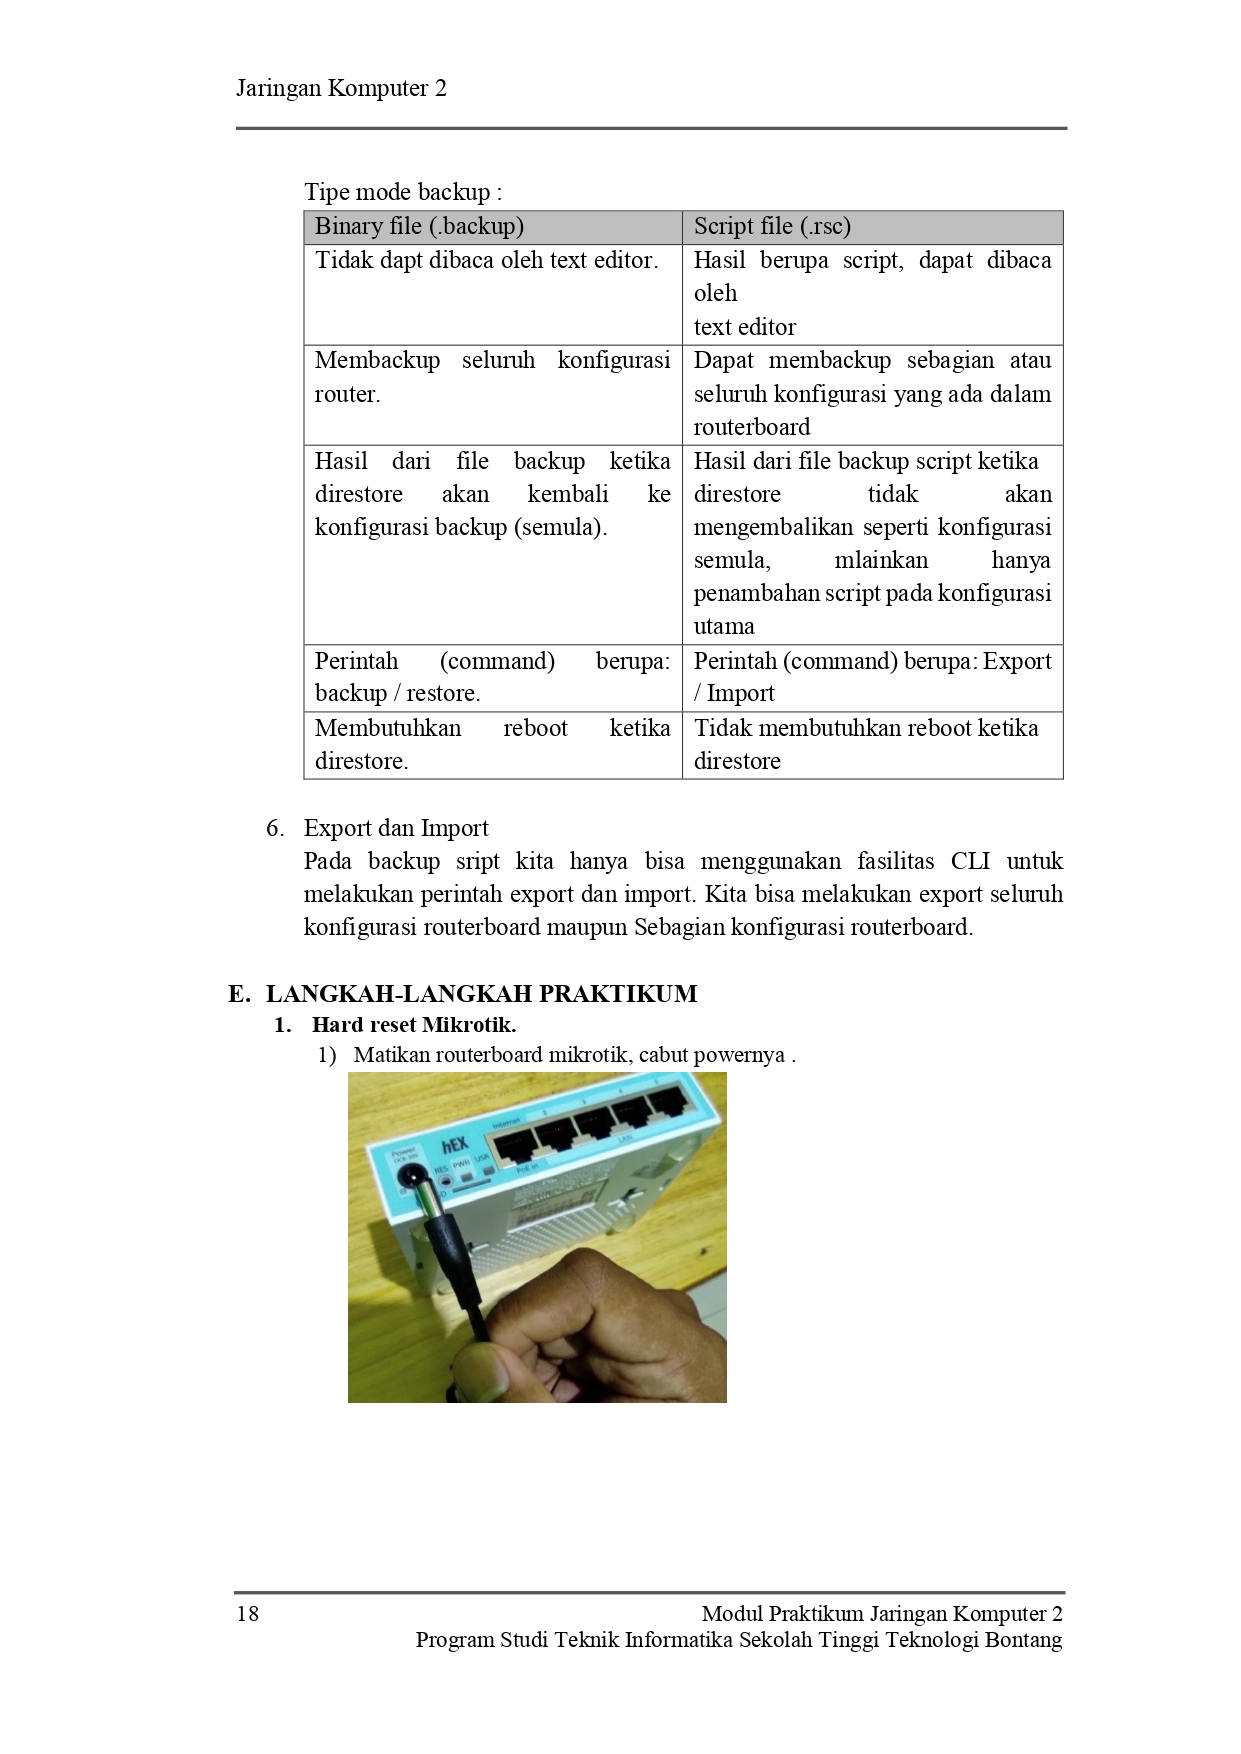 Jaringan Komputer 2
Tipe mode backup :
Binary file (.backup)
Script file (.rsc)
Tidak dapt dibaca oleh text editor.
Hasil berupa script, dapat dibaca
oleh
text editor
Membackup seluruh konfigurasi
router.
Dapat membackup sebagian atau
seluruh konfigurasi yang ada dalam
routerboard
Hasil dari file backup ketika
direstore akan kembali ke
konfigurasi backup (semula).
Hasil dari file backup script ketika
direstore tidak akan
mengembalikan seperti konfigurasi
semula, mlainkan hanya
penambahan script pada konfigurasi
utama
Perintah (command) berupa:
backup / restore.
Perintah (command) berupa: Export
/ Import
Membutuhkan reboot ketika
direstore.
Tidak membutuhkan reboot ketika
direstore
6. Export dan Import
Pada backup sript kita hanya bisa menggunakan fasilitas CLI untuk
melakukan perintah export dan import. Kita bisa melakukan export seluruh
konfigurasi routerboard maupun Sebagian konfigurasi routerboard.
E. LANGKAH-LANGKAH PRAKTIKUM
1. Hard reset Mikrotik.
1) Matikan routerboard mikrotik, cabut powernya .
Power
hEX
Internet
2
3
RES
PWR
USR
PoE in
LAN
18
Modul Praktikum Jaringan Komputer 2
Program Studi Teknik Informatika Sekolah Tinggi Teknologi Bontang